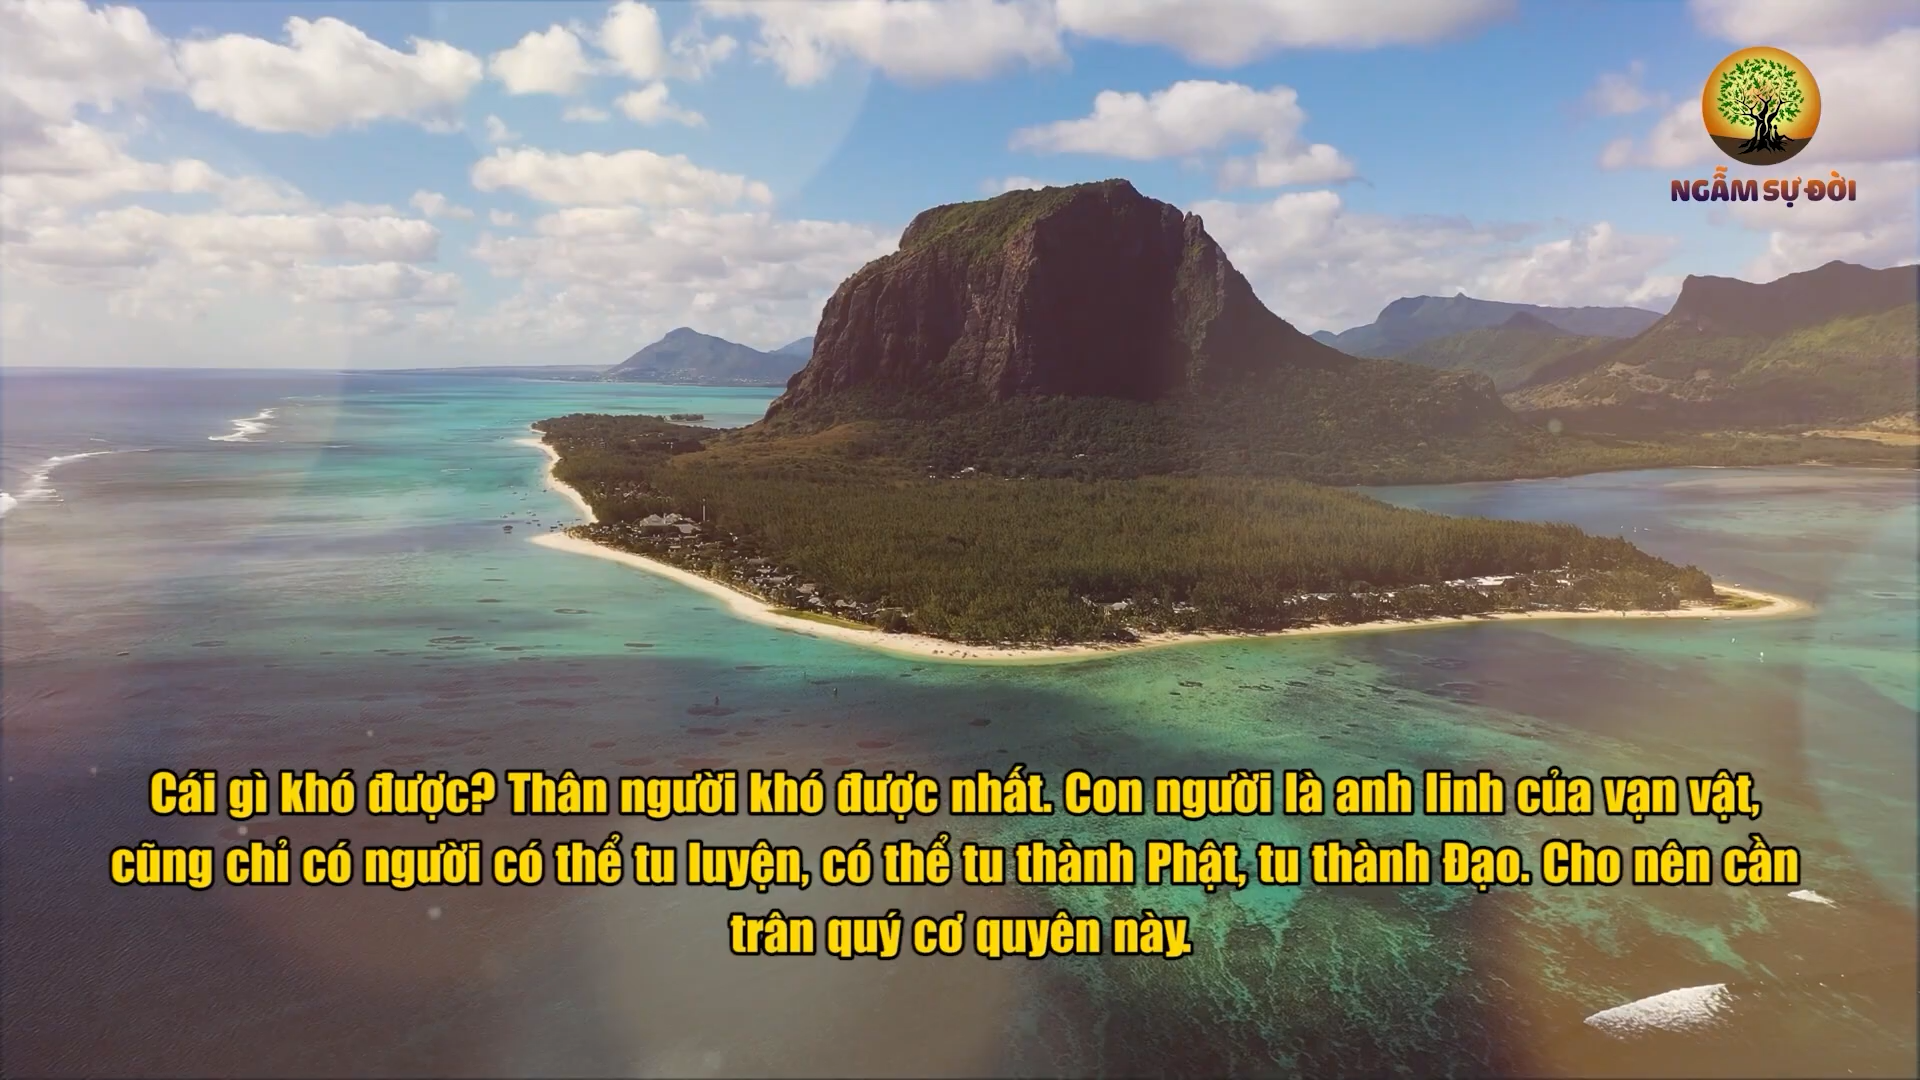 NGẪM SỰ ĐỜI
Cái gì khó được? Thân người khó được nhất. Con người là anh linh của vạn vật,
cũng chỉ có người có thể tu luyện, có thể tu thành Phật, tu thành Đạo. Cho nên cần
trân quý cơ quyên này.